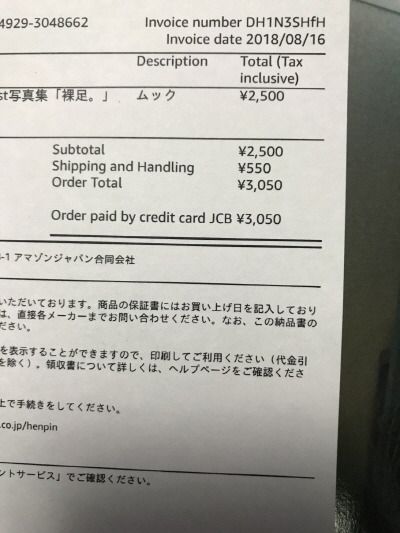 4929-3048662
Invoice number DH1N3SHfH
Invoice date 2018/08/16
Description
Total (Tax
inclusive)
st写真集「裸足。」 ムック ¥2,500
Subtotal ¥2,500
Shipping and Handling ¥550
Order Total ¥3,050
Order paid by credit card JCB ¥3,050
-1 アマゾンジャパン合同会社
いただいております。商品の保証書にはお買い上げ日を記入しており
は、直接各メーカーまでお問い合わせください。なお、この納品書の
ださい。
を表示することができますので、印刷してご利用ください（代金引
を除く）。領収書について詳しくは、ヘルプページをご確認くださ
上で手続きをしてください。
.co.jp/henpin
ントサービス」でご確認ください。